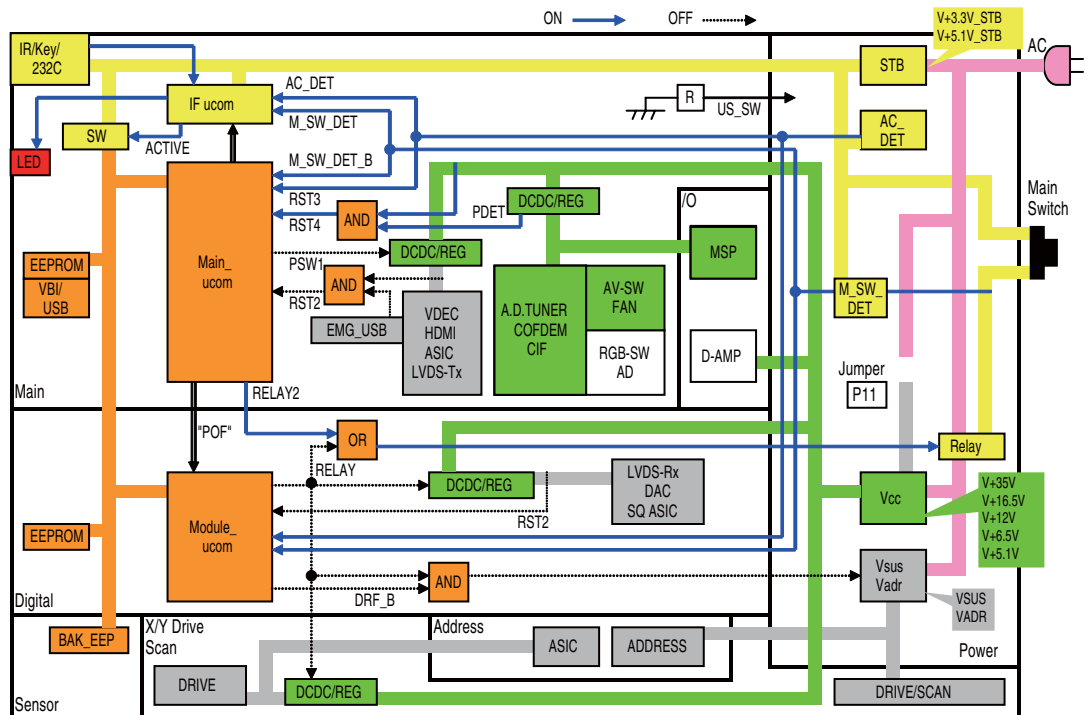 ON
OFF
V+3.3V_STB
V+5.1V_STB
IR/Key/
232C
STB
AC
IF ucom
AC_DET
R
US_SW
AC_
DET
SW
M_SW_DET
ACTIVE
LED
M_SW_DET_B
Main
Switch
RST3
RST4
AND
PDET
DCDC/REG
/O
MSP
EEPROM
VBI/
USB
Main_
ucom
PSW1
DCDC/REG
RST2
AND
EMG_USB
VDEC
HDMI
ASIC
LVDS-Tx
A.D.TUNER
COFDEM
CIF
AV-SW
FAN
RGB-SW
AD
M_SW_
DET
D-AMP
Jumper
P11
Main
RELAY2
"POF"
OR
RELAY
Relay
DCDC/REG
RST2
LVDS-Rx
DAC
SQ ASIC
Vcc
V+35V
V+16.5V
V+12V
V+6.5V
V+5.1V
EEPROM
Module_
ucom
AND
DRF_B
Vsus
Vadr
VSUS
VADR
Digital
BAK_EEP
X/Y Drive
Scan
Address
ASIC
ADDRESS
Power
DRIVE
DCDC/REG
DRIVE/SCAN
Sensor